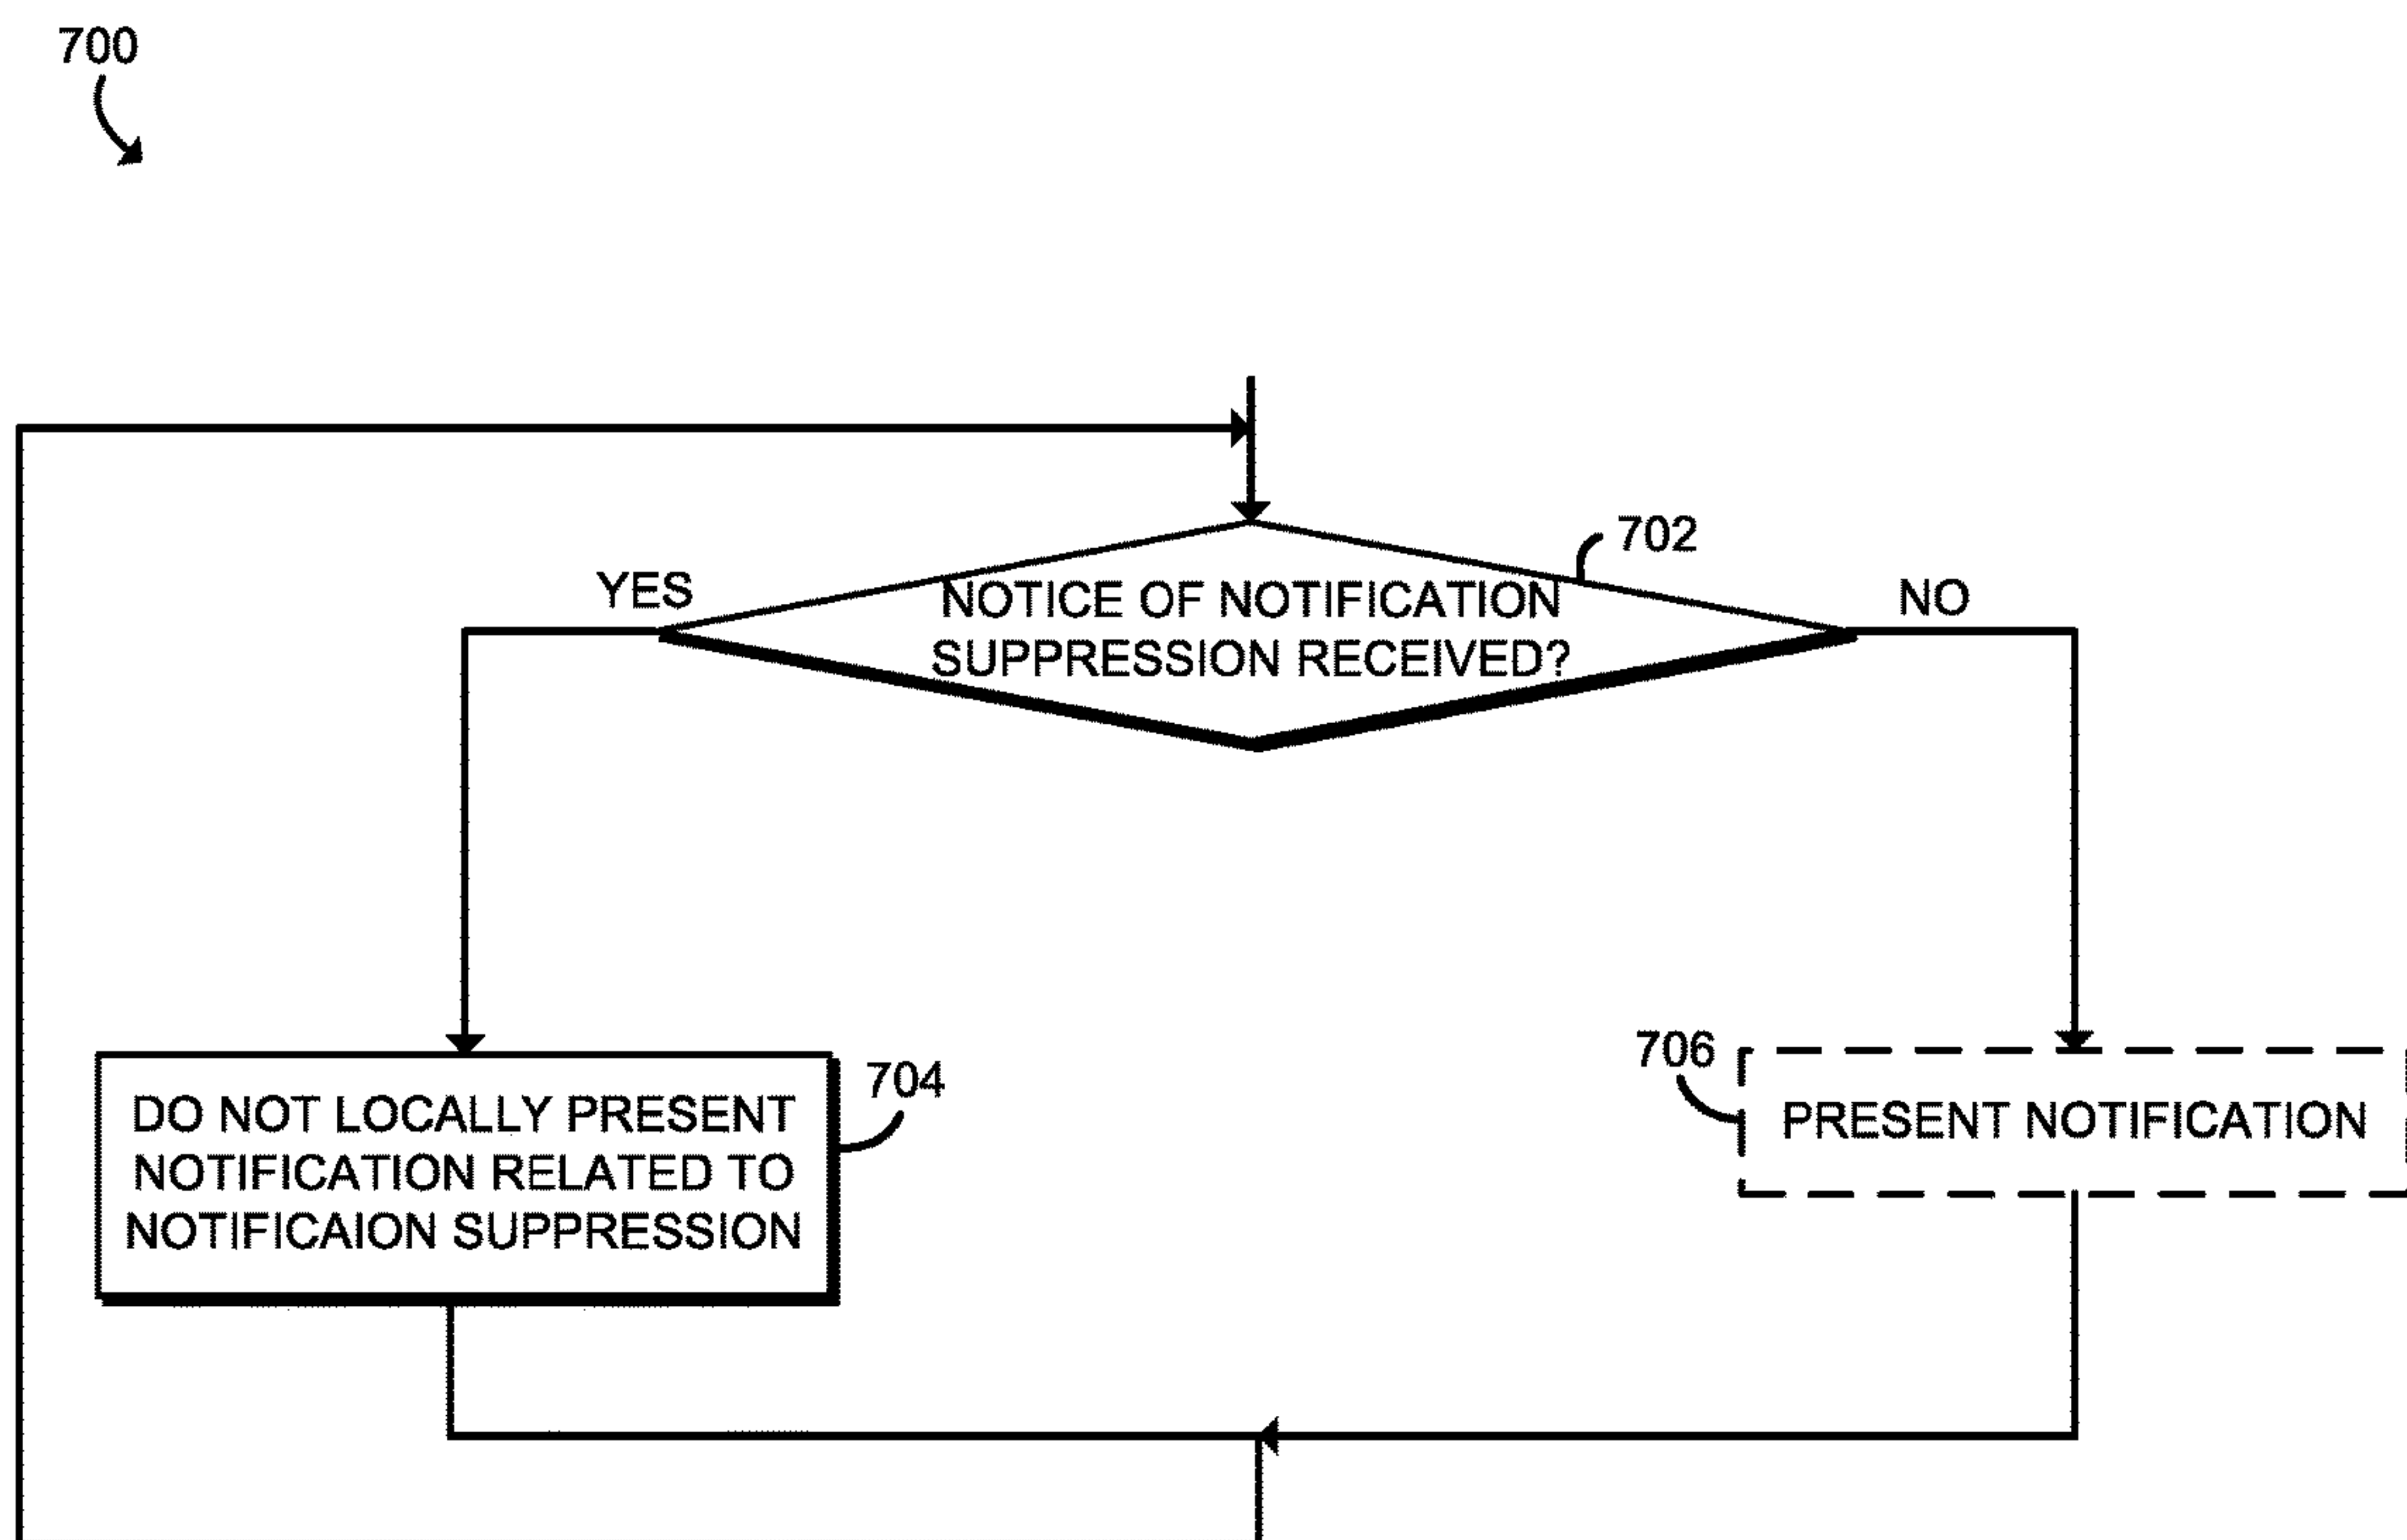 700
702
YES
NO
NOTICE OF NOTIFICATION
SUPPRESSION RECEIVED?
704
706
DO NOT LOCALLY PRESENT
NOTIFICATION RELATED TO
NOTIFICAION SUPPRESSION
PRESENT NOTIFICATION